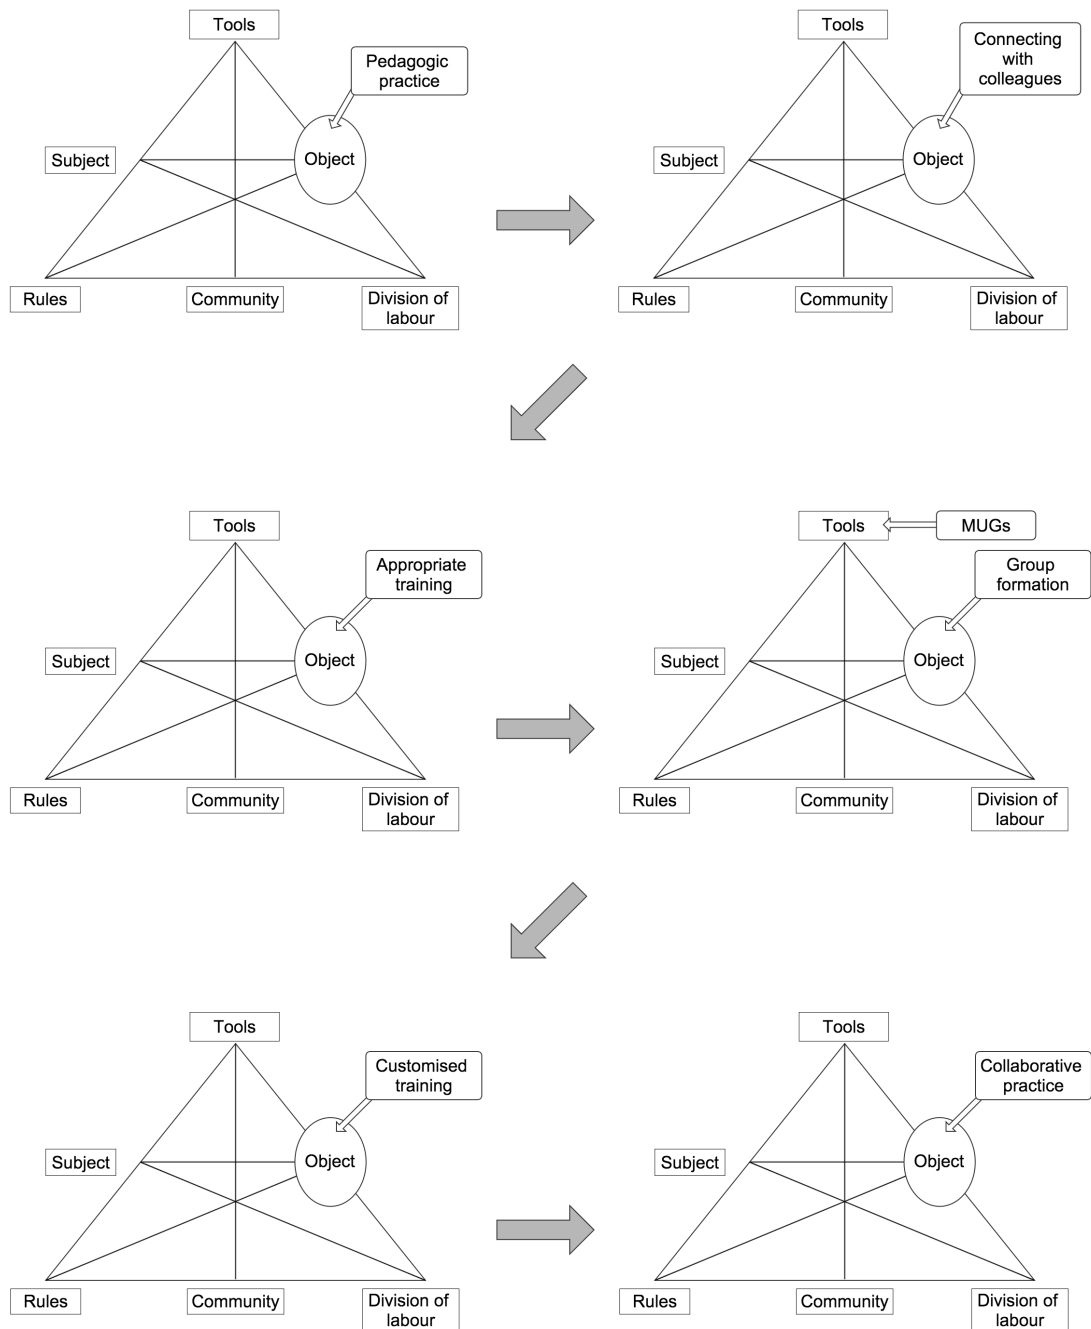 Tools
Pedagogic
practice
Subject
Object
Rules
Community
Division of
labour
Tools
Connecting
with
colleagues
Subject
Object
Rules
Community
Division of
labour
Tools
Appropriate
training
Subject
Object
Rules
Community
Division of
labour
Tools
MUGs
Group
formation
Subject
Object
Rules
Community
Division of
labour
Tools
Customised
training
Subject
Object
Rules
Community
Division of
labour
Tools
Collaborative
practice
Subject
Object
Rules
Community
Division of
labour